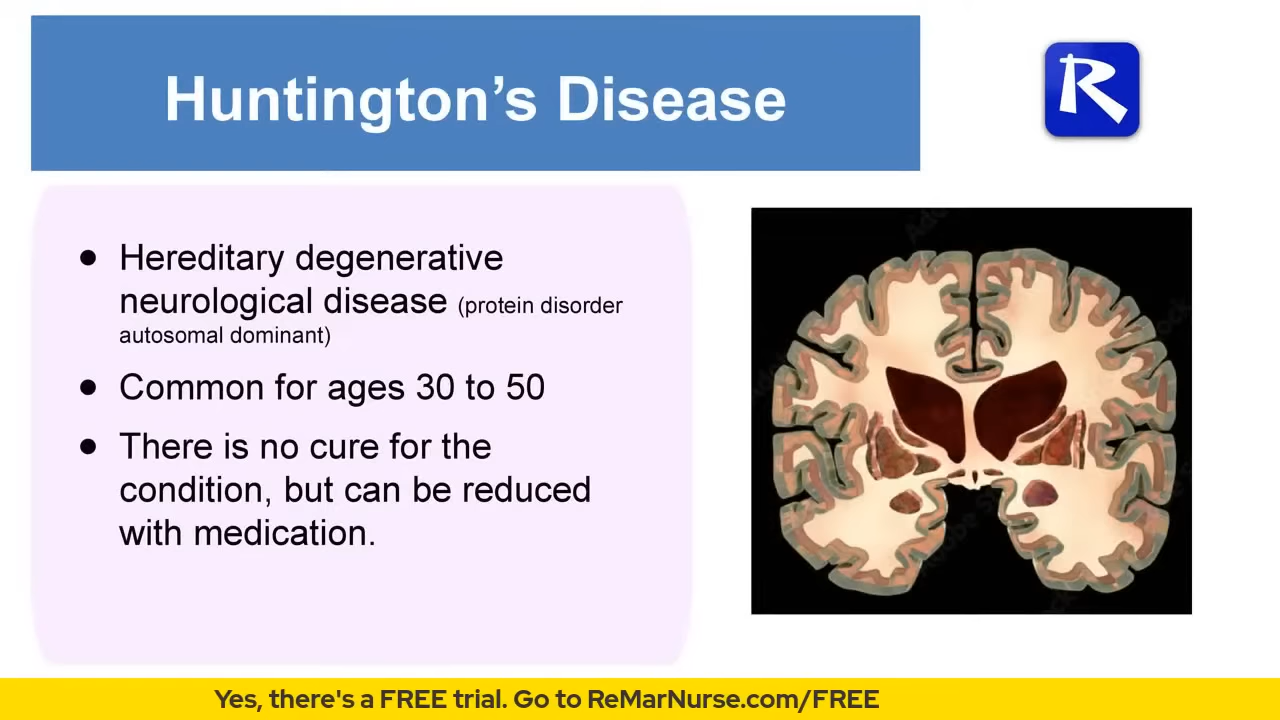 Huntington’s Disease
R
● Hereditary degenerative
neurological disease (protein disorder
autosomal dominant)
● Common for ages 30 to 50
● There is no cure for the
condition, but can be reduced
with medication.
Yes, there's a FREE trial. Go to ReMarNurse.com/FREE